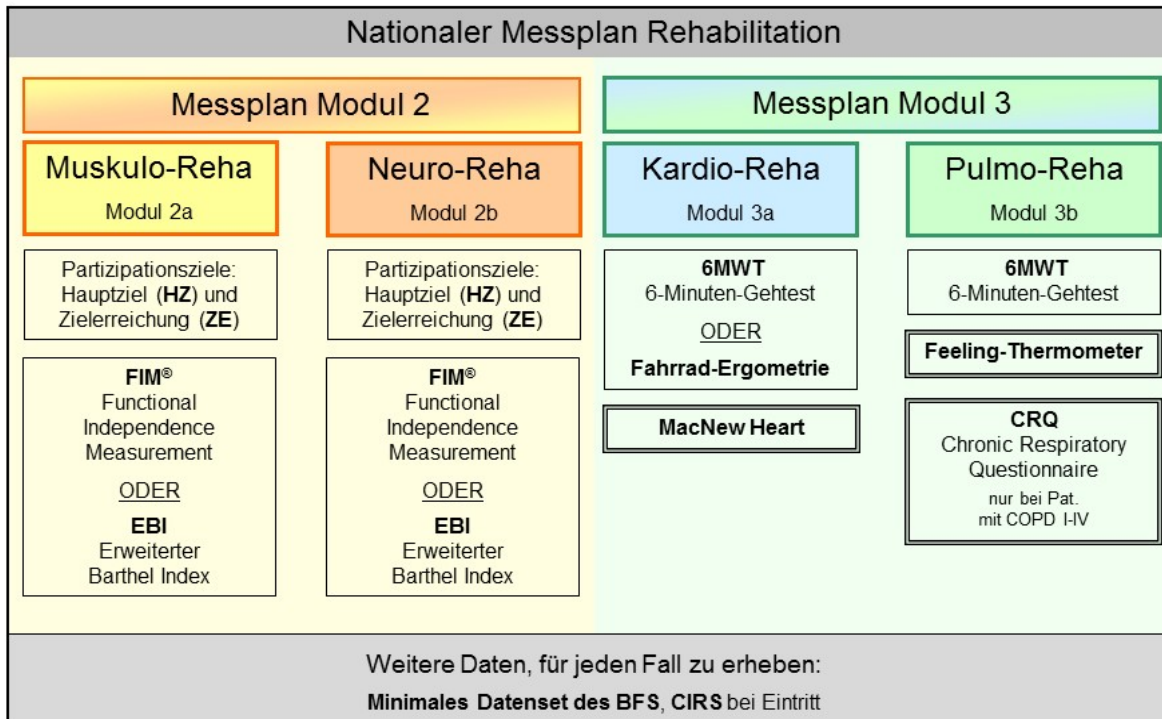 Nationaler Messplan Rehabilitation
Messplan Modul 2
Muskulo-Reha
Modul 2a
Partizipationsziele:
Hauptziel (HZ) und
Zielerreichung (ZE)
FIM®
Functional
Independence
Measurement
ODER
EBI
Erweiterter
Barthel Index
Neuro-Reha
Modul 2b
Partizipationsziele:
Hauptziel (HZ) und
Zielerreichung (ZE)
FIM®
Functional
Independence
Measurement
ODER
EBI
Erweiterter
Barthel Index
Messplan Modul 3
Kardio-Reha
Modul 3a
6MWT
6-Minuten-Gehtest
ODER
Fahrrad-Ergometrie
MacNew Heart
Pulmo-Reha
Modul 3b
6MWT
6-Minuten-Gehtest
Feeling-Thermometer
CRQ
Chronic Respiratory
Questionnaire
nur bei Pat.
mit COPD I-IV
Weitere Daten, für jeden Fall zu erheben:
Minimales Datenset des BFS, CIRS bei Eintritt